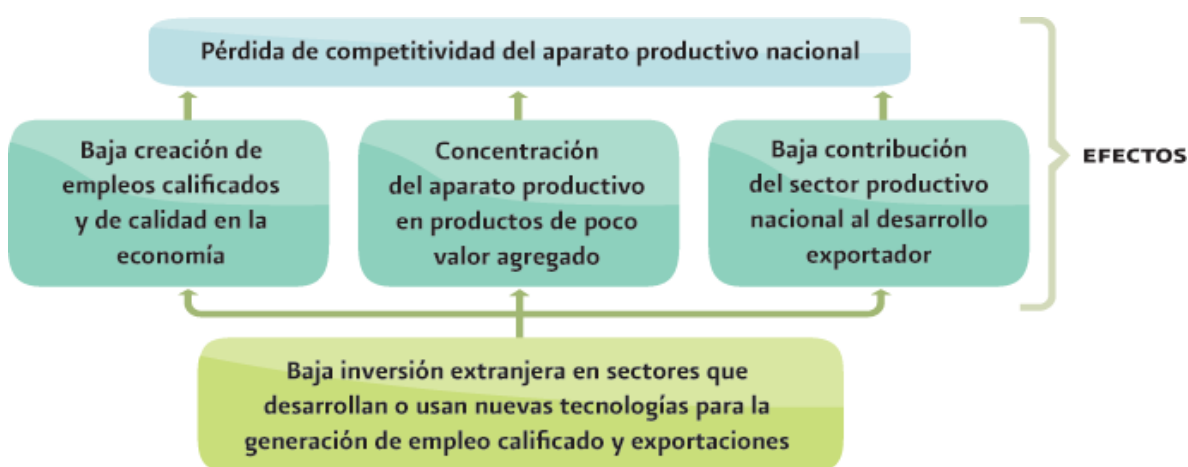 Pérdida de competitividad del aparato productivo nacional
Baja creación de
empleos calificados
y de calidad en la
economía
Concentración
del aparato productivo
en productos de poco
valor agregado
Baja contribución
del sector productivo
nacional al desarrollo
exportador
EFECTOS
Baja inversión extranjera en sectores que
desarrollan o usan nuevas tecnologías para la
generación de empleo calificado y exportaciones